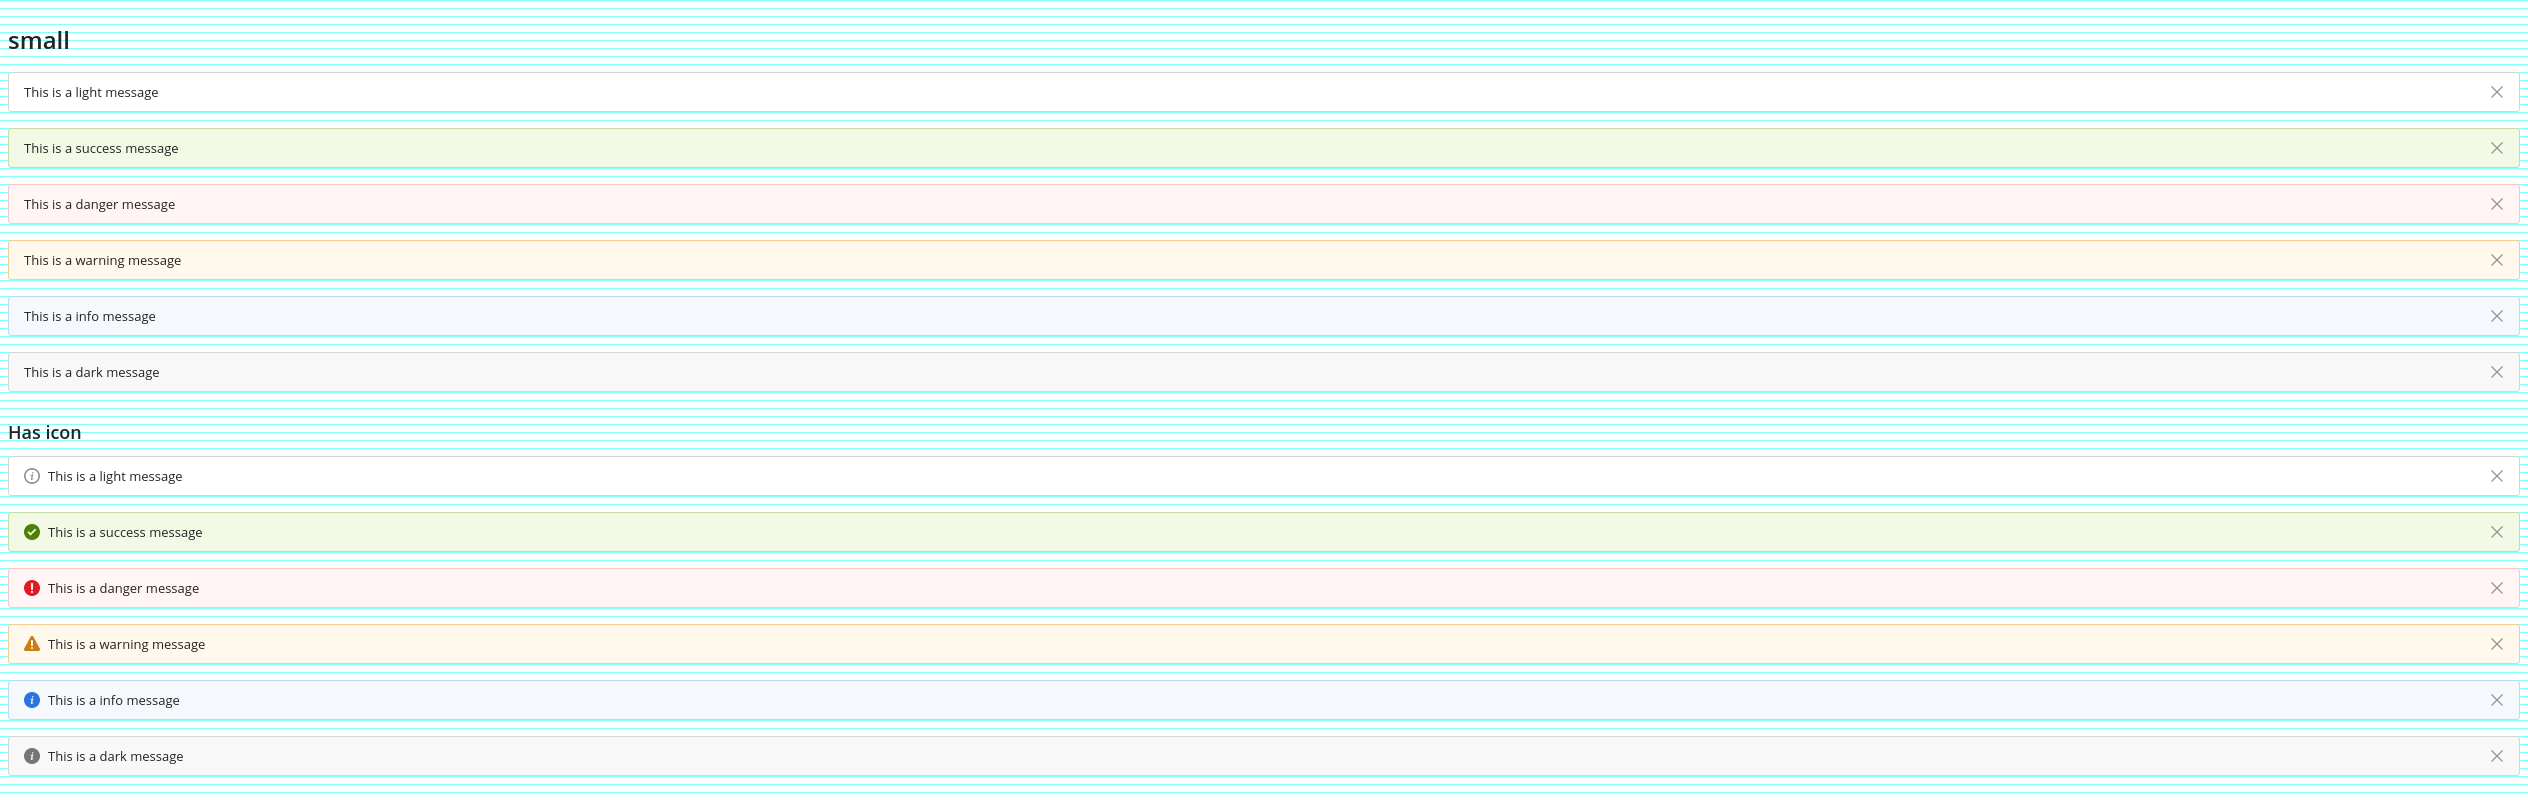 small
This is a light message
This is a success message
This is a danger message
This is a warning message
This is a info message
This is a dark message
Has icon
This is a light message
This is a success message
This is a danger message
This is a warning message
This is a info message
This is a dark message